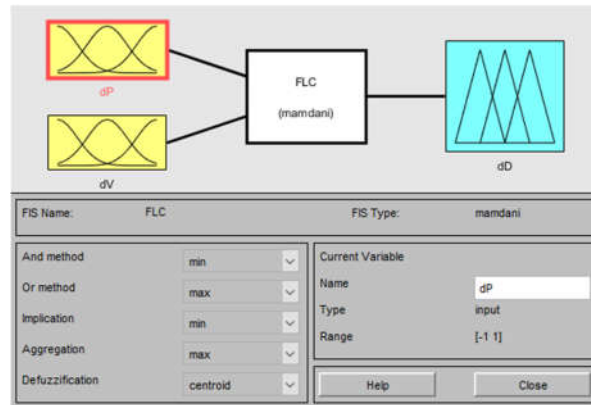 dP
FLC
(mamdani)
dV
dD
FIS Name: FLC FIS Type: mamdani
And method min
Or method max
Implication min
Aggregation max
Defuzzification centroid
Current Variable
Name dP
Type input
Range [-1 1]
Help Close